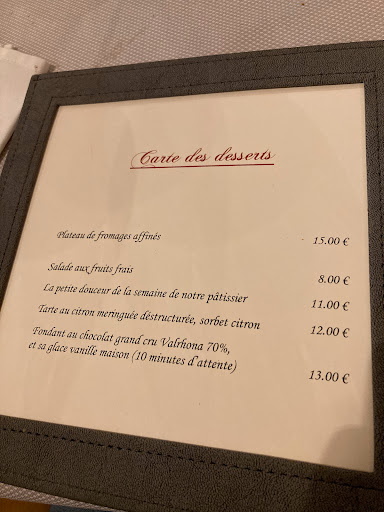 Carte des desserts
Plateau de fromages affinés 15.00 €
Salade aux fruits frais 8.00 €
La petite douceur de la semaine de notre pâtissier 11.00 €
Tarte au citron meringuée déstructurée, sorbet citron 12.00 €
Fondant au chocolat grand cru Valrhona 70%,
et sa glace vanille maison (10 minutes d'attente) 13.00 €